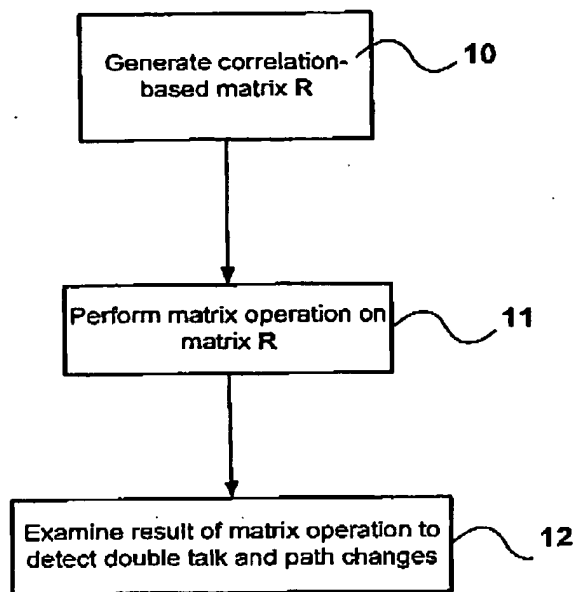 Generate correlation-
based matrix R
10
Perform matrix operation on
matrix R
11
Examine result of matrix operation to
detect double talk and path changes
12